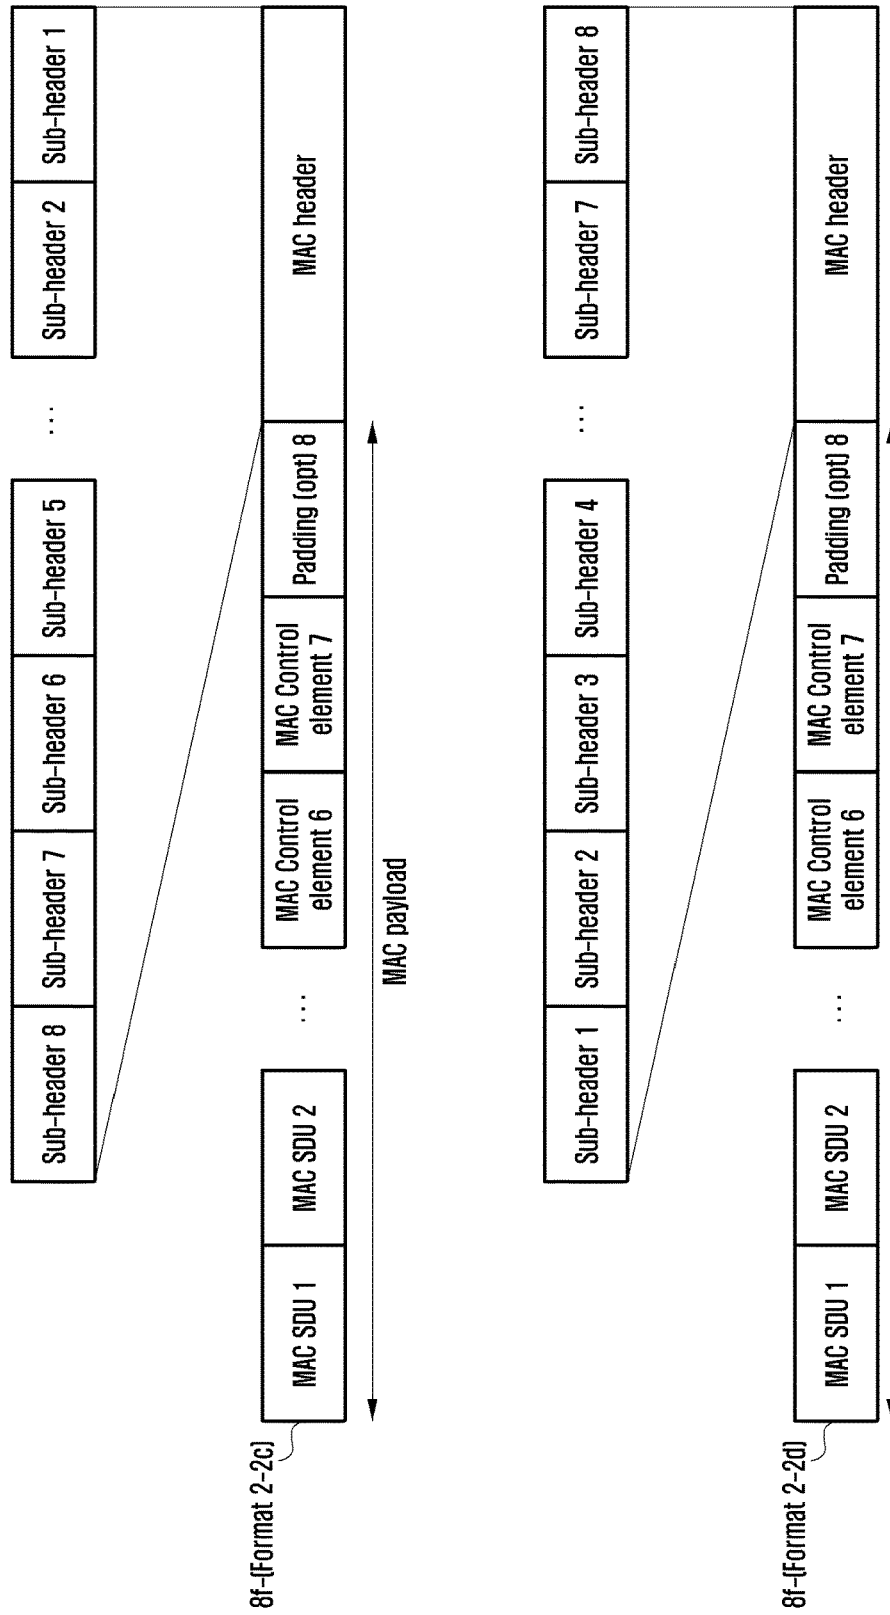 Sub-header 8
Sub-header 7
Sub-header 6
Sub-header 5
...
Sub-header 2
Sub-header 1
8f-(Format 2-2c)
MAC SDU 1
MAC SDU 2
...
MAC Control
element 6
MAC Control
element 7
Padding (opt) 8
MAC header
MAC payload
Sub-header 1
Sub-header 2
Sub-header 3
Sub-header 4
...
Sub-header 7
Sub-header 8
8f-(Format 2-2d)
MAC SDU 1
MAC SDU 2
...
MAC Control
element 6
MAC Control
element 7
Padding (opt) 8
MAC header